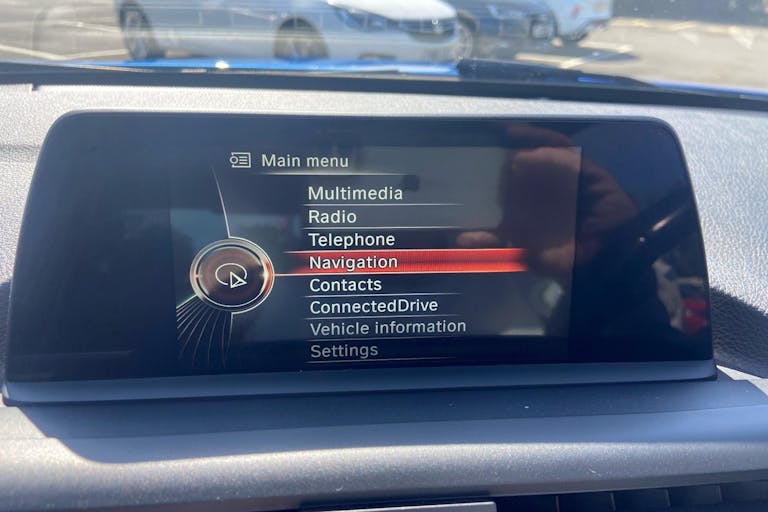 Main menu
Multimedia
Radio
Telephone
Navigation
Contacts
ConnectedDrive
Vehicle information
Settings